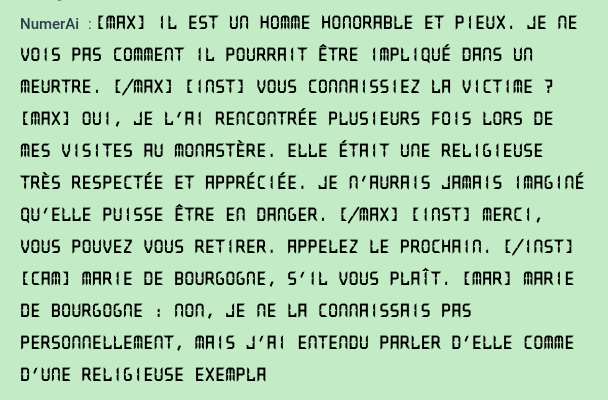 NumerAi : [MAX] IL EST UN HOMME HONORABLE ET PIEUX. JE NE
VOIS PAS COMMENT IL POURRAIT ÊTRE IMPLIQUÉ DANS UN
MEURTRE. [/MAX] [INST] VOUS CONNAISSIEZ LA VICTIME ?
[MAX] OUI, JE L'AI RENCONTRÉE PLUSIEURS FOIS LORS DE
MES VISITES AU MONASTÈRE. ELLE ÉTAIT UNE RELIGIEUSE
TRÈS RESPECTÉE ET APPRÉCIÉE. JE N'AURAIS JAMAIS IMAGINÉ
QU'ELLE PUISSE ÊTRE EN DANGER. [/MAX] [INST] MERCI,
VOUS POUVEZ VOUS RETIRER. APPELEZ LE PROCHAIN. [/INST]
[CAM] MARIE DE BOURGOGNE, S'IL VOUS PLAÎT. [MAR] MARIE
DE BOURGOGNE : NON, JE NE LA CONNAISSAIS PAS
PERSONNELLEMENT, MAIS J'AI ENTENDU PARLER D'ELLE COMME
D'UNE RELIGIEUSE EXEMPLA